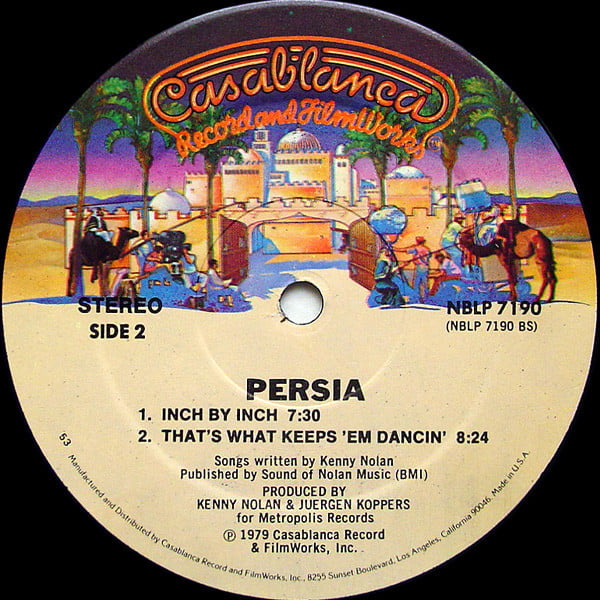 Casablanca
Record and FilmWorks
STEREO
SIDE 2
NBLP 7190
(NBLP 7190 BS)
PERSIA
1. INCH BY INCH 7:30
2. THAT'S WHAT KEEPS 'EM DANCIN' 8:24
Songs written by Kenny Nolan
Published by Sound of Nolan Music (BMI)
PRODUCED BY
KENNY NOLAN & JUERGEN KOPPERS
for Metropolis Records
℗ 1979 Casablanca Record
& FilmWorks, Inc.
53
Manufactured and Distributed by Casablanca Record and FilmWorks, Inc., 8255 Sunset Boulevard, Los Angeles, California 90046. Made in U.S.A.